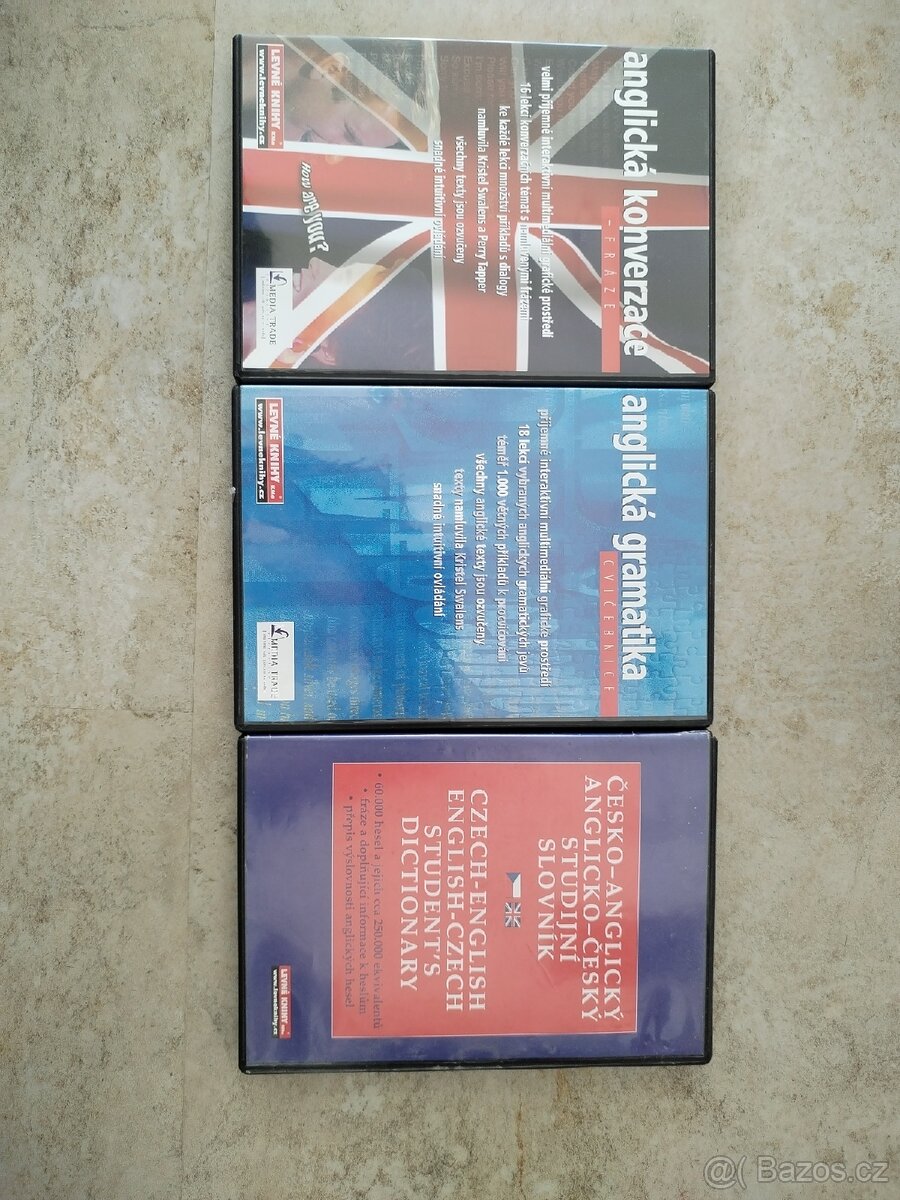 anglická konverzace
- FRÁZE
velmi příjemné interaktivní multimediální grafické prostředí
16 lekcí konverzačních témat s namluvenými frázemi
ke každé lekci množství příkladů s dialogy
namluvila Kristel Swalens a Perry Tapper
všechny texty jsou ozvučeny
snadné intuitivní ovládání
How are you?
LEVNÉ KNIHY KMa
www.levneknihy.cz
MEDIA TRADE
anglická gramatika
CVIČEBNICE
příjemné interaktivní multimediální grafické prostředí
18 lekcí vybraných anglických gramatických jevů
téměř 1.000 větných příkladů k procvičování
všechny anglické texty jsou ozvučeny
texty namluvila Kristel Swalens
snadné intuitivní ovládání
LEVNÉ KNIHY KMa
www.levneknihy.cz
MEDIA TRADE
ČESKO-ANGLICKÝ
ANGLICKO-ČESKÝ
STUDIJNÍ
SLOVNÍK
CZECH-ENGLISH
ENGLISH-CZECH
STUDENT'S
DICTIONARY
• 60.000 hesel a jejich cca 250.000 ekvivalentů
• fráze a doplňující informace k heslům
• přepis výslovnosti anglických hesel
LEVNÉ KNIHY KMa
www.levneknihy.cz
@( Bazos.cz